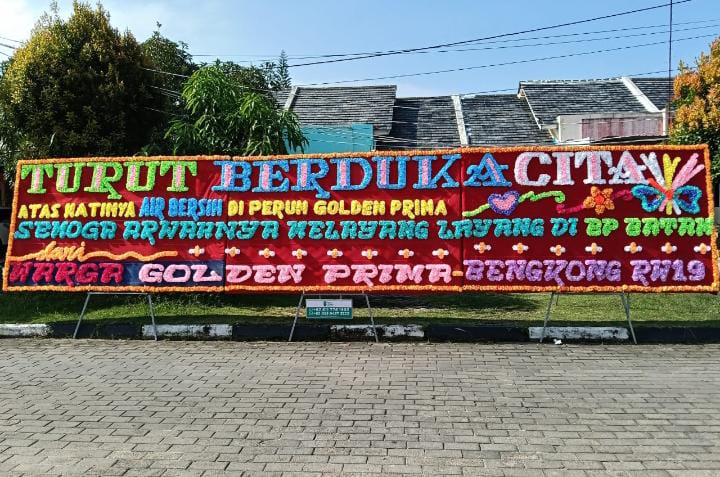 TURUT BERDUKA CITA
ATAS MATINYA AIR BERSIH DI PERUM GOLDEN PRIMA
SEMOGA ARWAHNYA MELAYANG LAYANG DI BP BATAM
dari
WARGA GOLDEN PRIMA-BENGKONG RW19